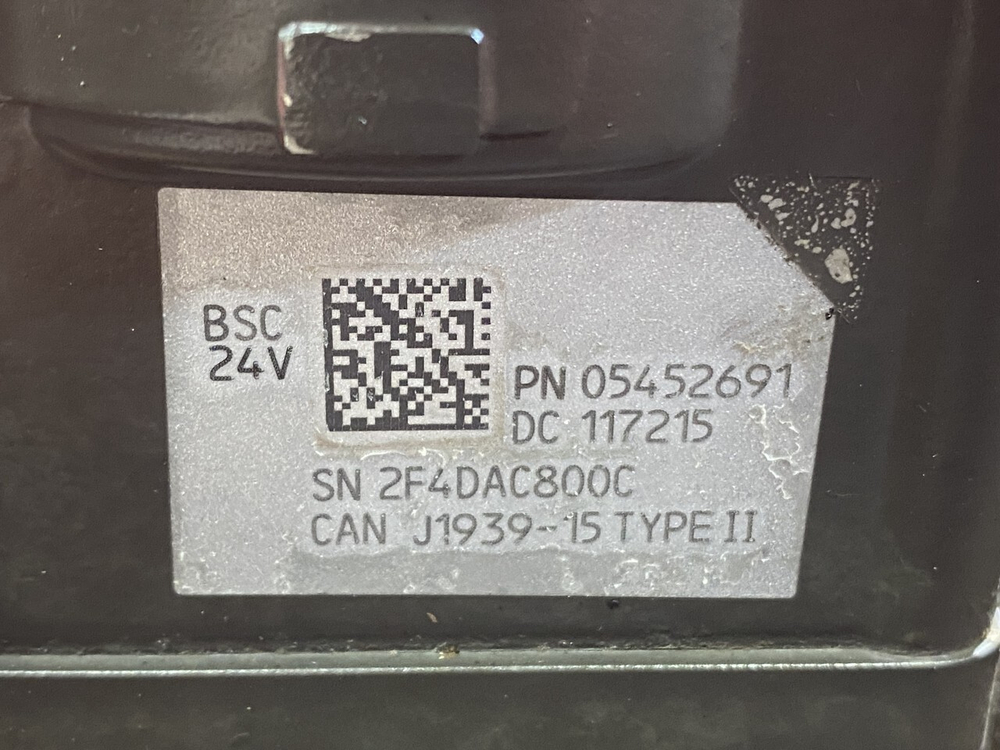 BSC
24V
PN 05452691
DC 117215
SN 2F4DAC800C
CAN J1939-15 TYPE II